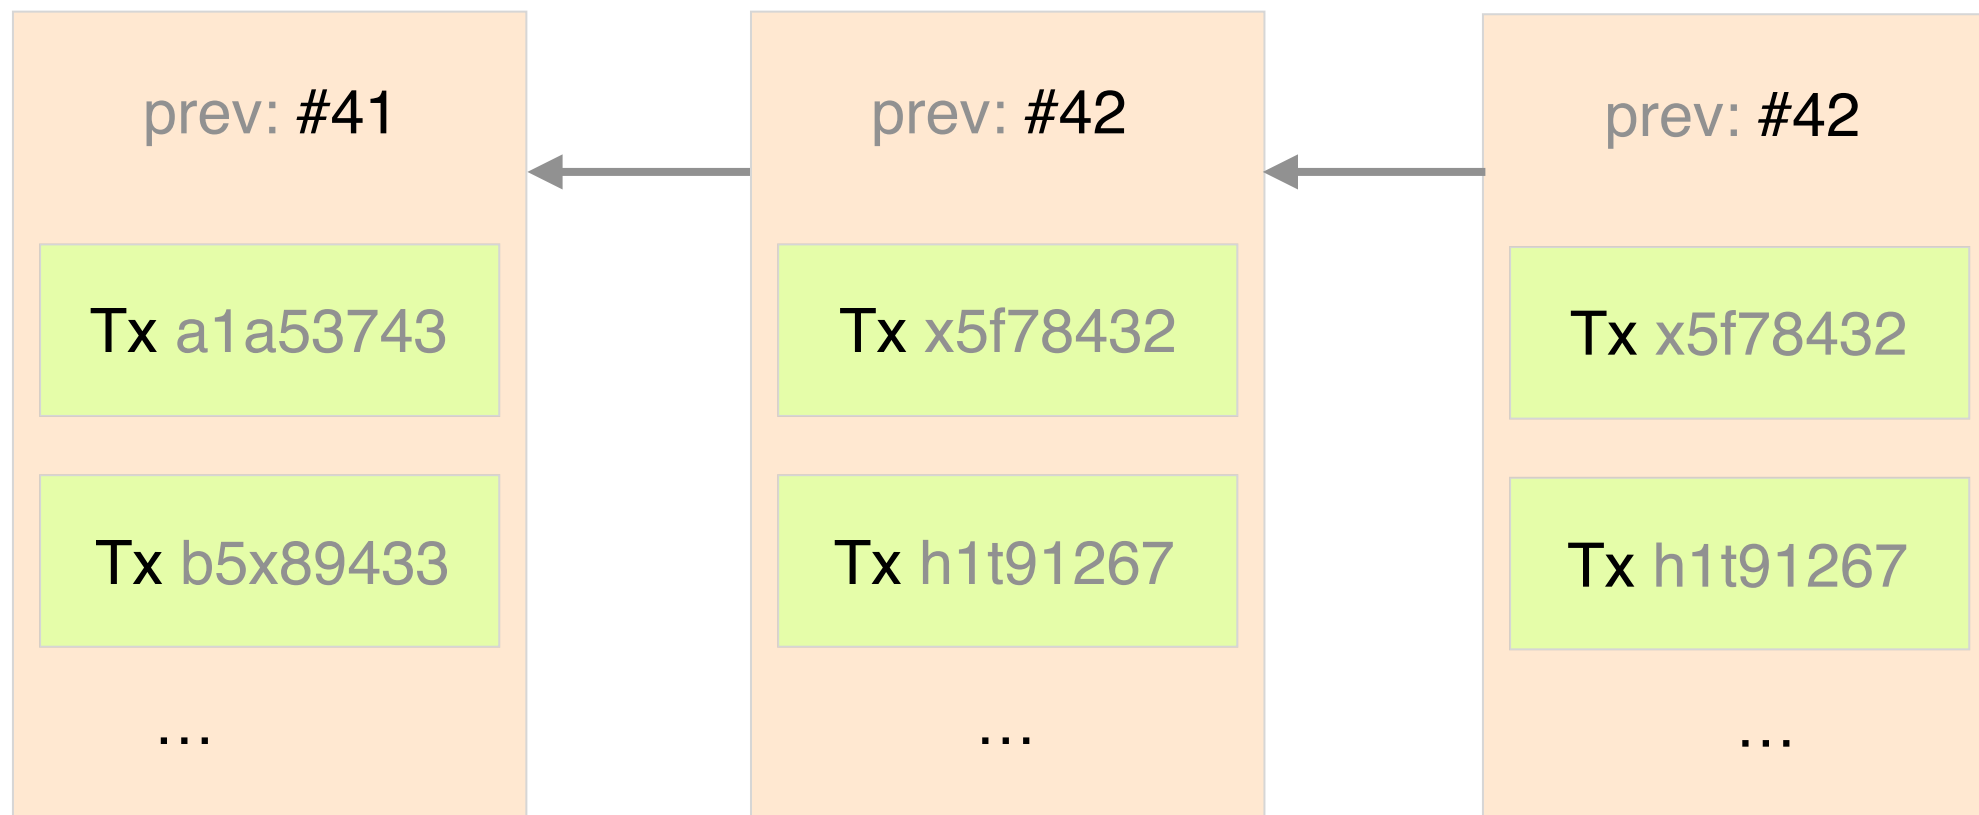 prev: #41
Tx a1a53743
Tx b5x89433
...
prev: #42
Tx x5f78432
Tx h1t91267
...
prev: #42
Tx x5f78432
Tx h1t91267
...